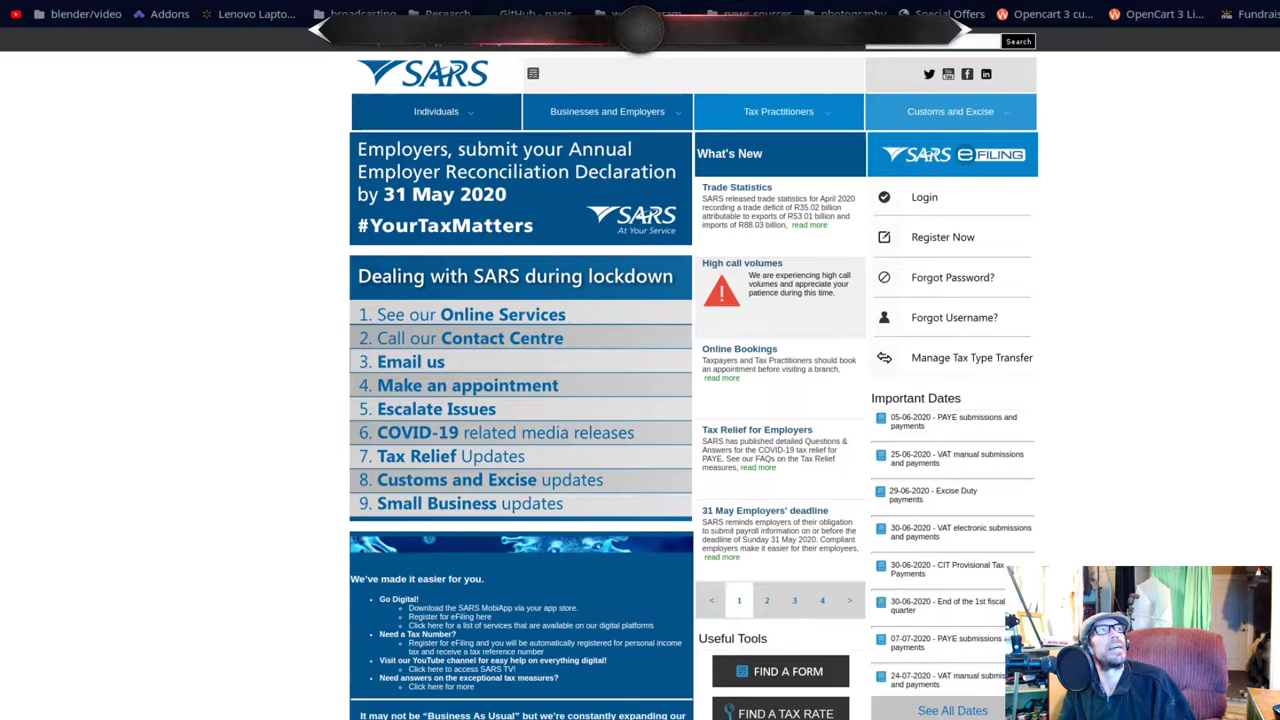 blender/video
Addons
Lenovo Lapto...
broadcasting
Research
GitHub - nagis
news sources
photography
Special Offers
Opencart 3 cu...
OpenCart 3 Li...
Fundrais
Search
SARS
Individuals
Businesses and Employers
Tax Practitioners
Customs and Excise
Employers, submit your Annual
Employer Reconciliation Declaration
by 31 May 2020
#YourTaxMatters
SARS
At Your Service
Dealing with SARS during lockdown
1. See our Online Services
2. Call our Contact Centre
3. Email us
4. Make an appointment
5. Escalate Issues
6. COVID-19 related media releases
7. Tax Relief Updates
8. Customs and Excise updates
9. Small Business updates
We've made it easier for you.
Go Digital!
Download the SARS MobiApp via your app store.
Register for eFiling here
Click here for a list of services that are available on our digital platforms
Need a Tax Number?
Register for eFiling and you will be automatically registered for personal income
tax and receive a tax reference number
Visit our YouTube channel for easy help on everything digital!
Click here to access SARS TV!
Need answers on the exceptional tax measures?
Click here for more
It may not be “Business As Usual” but we're constantly expanding our
What's New
Trade Statistics
SARS released trade statistics for April 2020
recording a trade deficit of R35.02 billion
attributable to exports of R53.01 billion and
imports of R88.03 billion, read more
High call volumes
We are experiencing high call
volumes and appreciate your
patience during this time.
Online Bookings
Taxpayers and Tax Practitioners should book
an appointment before visiting a branch,
read more
Tax Relief for Employers
SARS has published detailed Questions &
Answers for the COVID-19 tax relief for
PAYE. See our FAQs on the Tax Relief
measures, read more
31 May Employers' deadline
SARS reminds employers of their obligation
to submit payroll information on or before the
deadline of Sunday 31 May 2020. Compliant
employers make it easier for their employees,
read more
< 1 2 3 4 >
Useful Tools
FIND A FORM
FIND A TAX RATE
SARS eFILING
Login
Register Now
Forgot Password?
Forgot Username?
Manage Tax Type Transfer
Important Dates
05-06-2020 - PAYE submissions and
payments
25-06-2020 - VAT manual submissions
and payments
29-06-2020 - Excise Duty
payments
30-06-2020 - VAT electronic submissions
and payments
30-06-2020 - CIT Provisional Tax
Payments
30-06-2020 - End of the 1st fiscal
quarter
07-07-2020 - PAYE submissions
payments
24-07-2020 - VAT manual submis
and payments
See All Dates